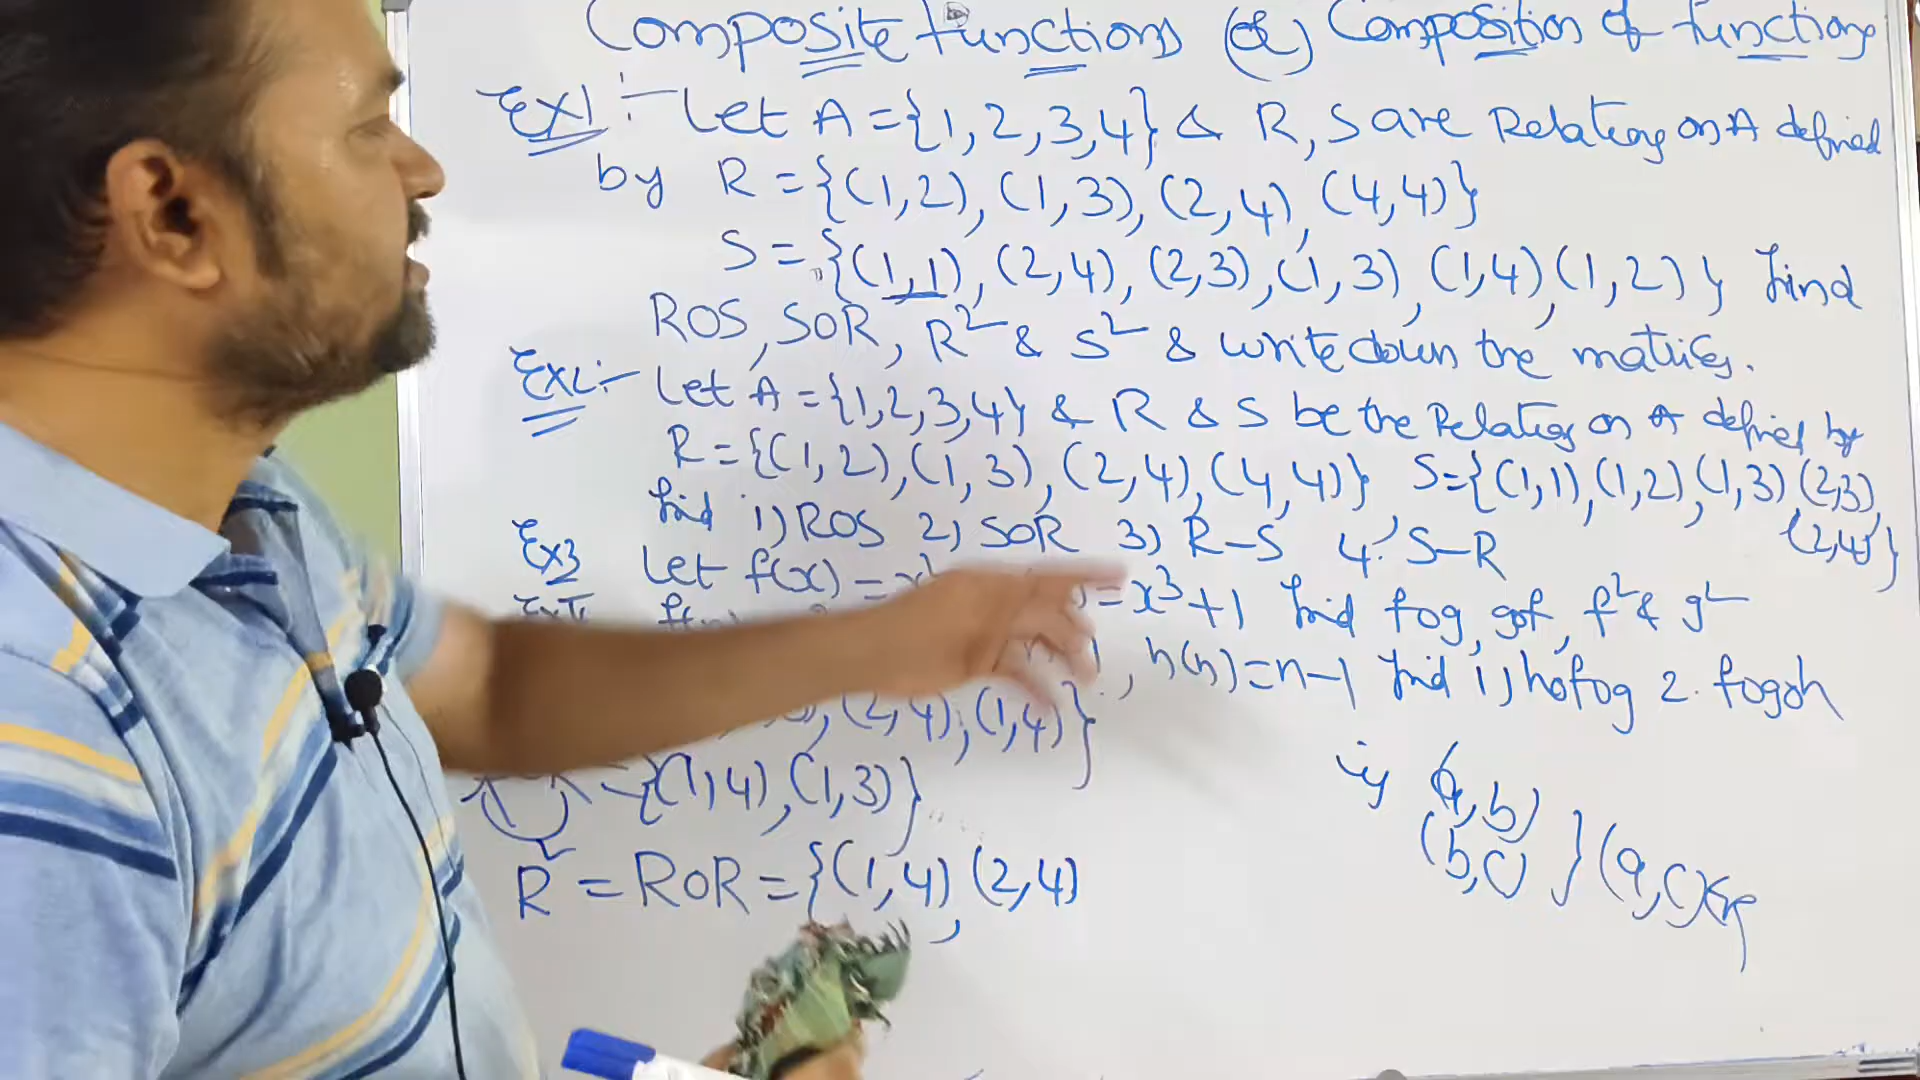 Composite functions (or) Composition of functions
Ex1:- Let A = {1,2,3,4} & R, S are Relations on A defined
by R = {(1,2), (1,3), (2,4), (4,4)}
S = {(1,1), (2,4), (2,3), (1,3), (1,4), (1,2)} find
ROS, SOR, R² & S² & write down the matrices.
Ex2:- Let A = {1,2,3,4} & R & S be the Relations on A defined by
R = {(1,2), (1,3), (2,4), (4,4)} S = {(1,1), (1,2), (1,3) (2,3),
(2,4)}
find 1) ROS 2) SOR 3) R-S 4. S-R
Ex3 Let f(x) = x = x³+1 find fog, gof, f² & g²
h(n) = n-1 find 1) hofog 2. fogoh
(2,4), (1,4)}
= {(1,4), (1,3)}
R² = ROR = {(1,4), (2,4)
(a,b)
(b,c) } (a,c)